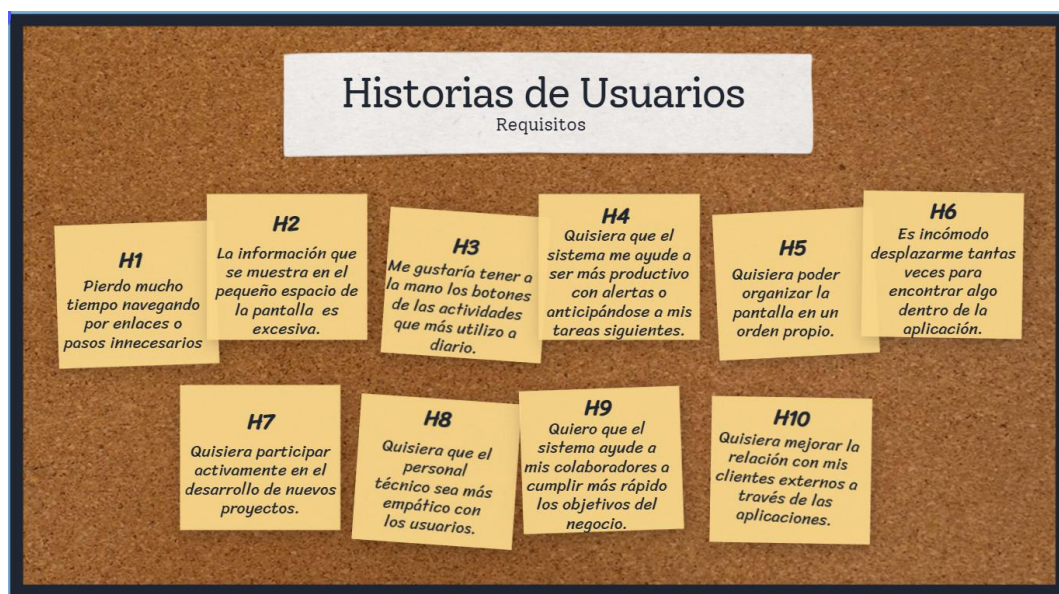 Historias de Usuarios
Requisitos
H1
Pierdo mucho
tiempo navegando
por enlaces o
pasos innecesarios
H2
La información que
se muestra en el
pequeño espacio de
la pantalla es
excesiva.
H3
Me gustaría tener a
la mano los botones
de las actividades
que más utilizo a
diario.
H4
Quisiera que el
sistema me ayude a
ser más productivo
con alertas o
anticipándose a mis
tareas siguientes.
H5
Quisiera poder
organizar la
pantalla en un
orden propio.
H6
Es incómodo
desplazarme tantas
veces para
encontrar algo
dentro de la
aplicación.
H7
Quisiera participar
activamente en el
desarrollo de nuevos
proyectos.
H8
Quisiera que el
personal
técnico sea más
empático con
los usuarios.
H9
Quiero que el
sistema ayude a
mis colaboradores a
cumplir más rápido
los objetivos del
negocio.
H10
Quisiera mejorar la
relación con mis
clientes externos a
través de las
aplicaciones.